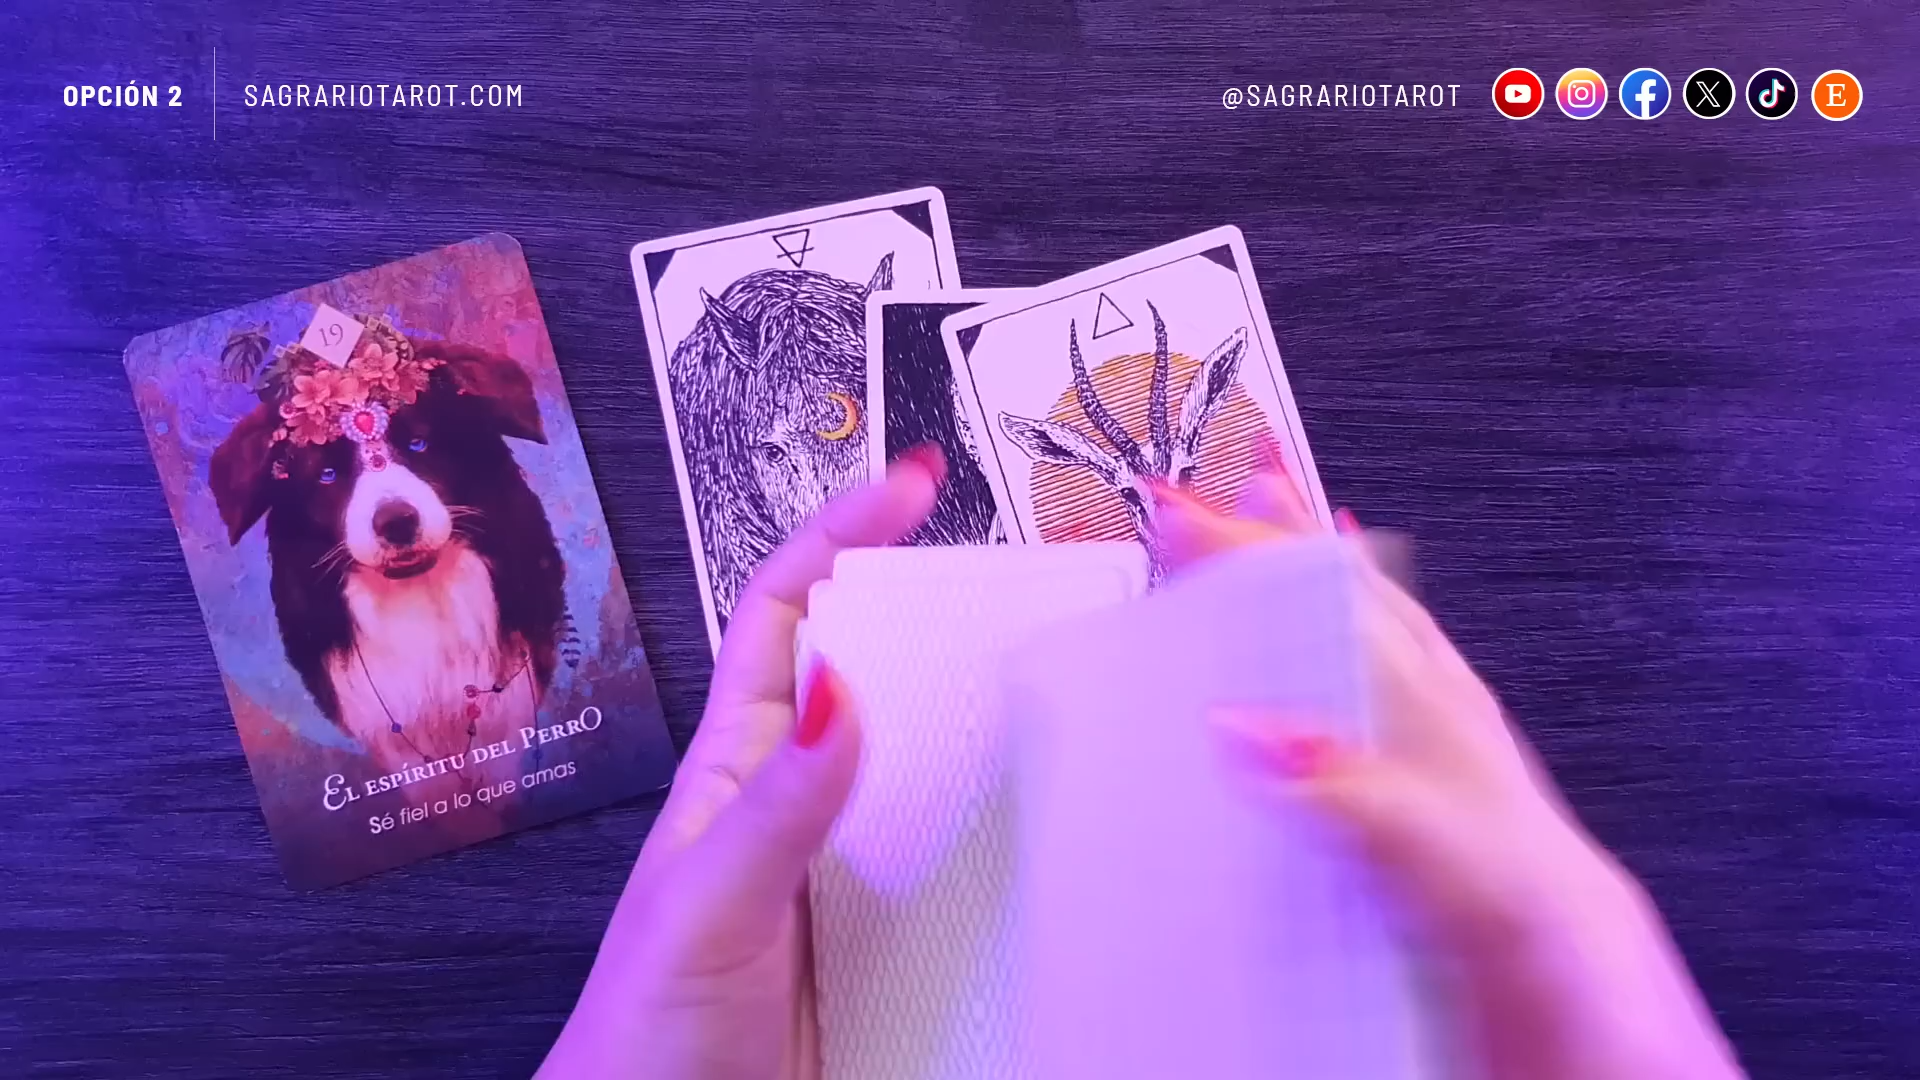 OPCIÓN 2
SAGRARIOTAROT.COM
@SAGRARIOTAROT
E
19
El espíritu del Perro
Sé fiel a lo que amas